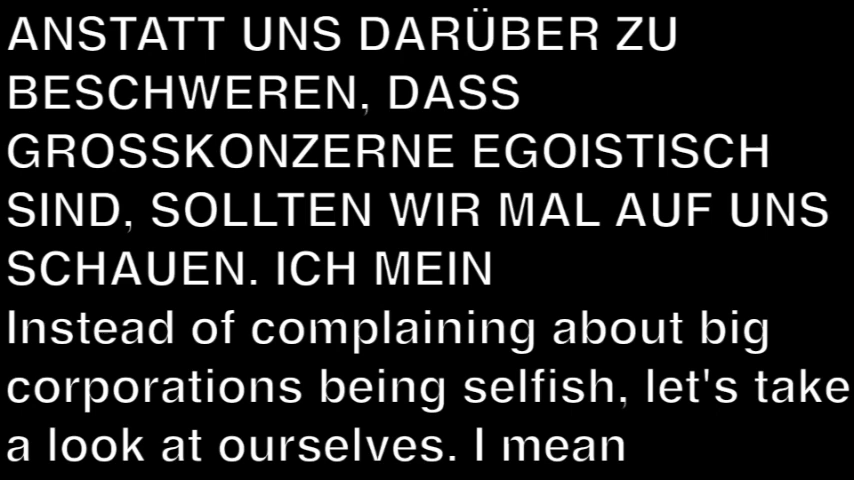 ANSTATT UNS DARÜBER ZU
BESCHWEREN, DASS
GROSSKONZERNE EGOISTISCH
SIND, SOLLTEN WIR MAL AUF UNS
SCHAUEN. ICH MEIN
Instead of complaining about big
corporations being selfish, let's take
a look at ourselves. I mean